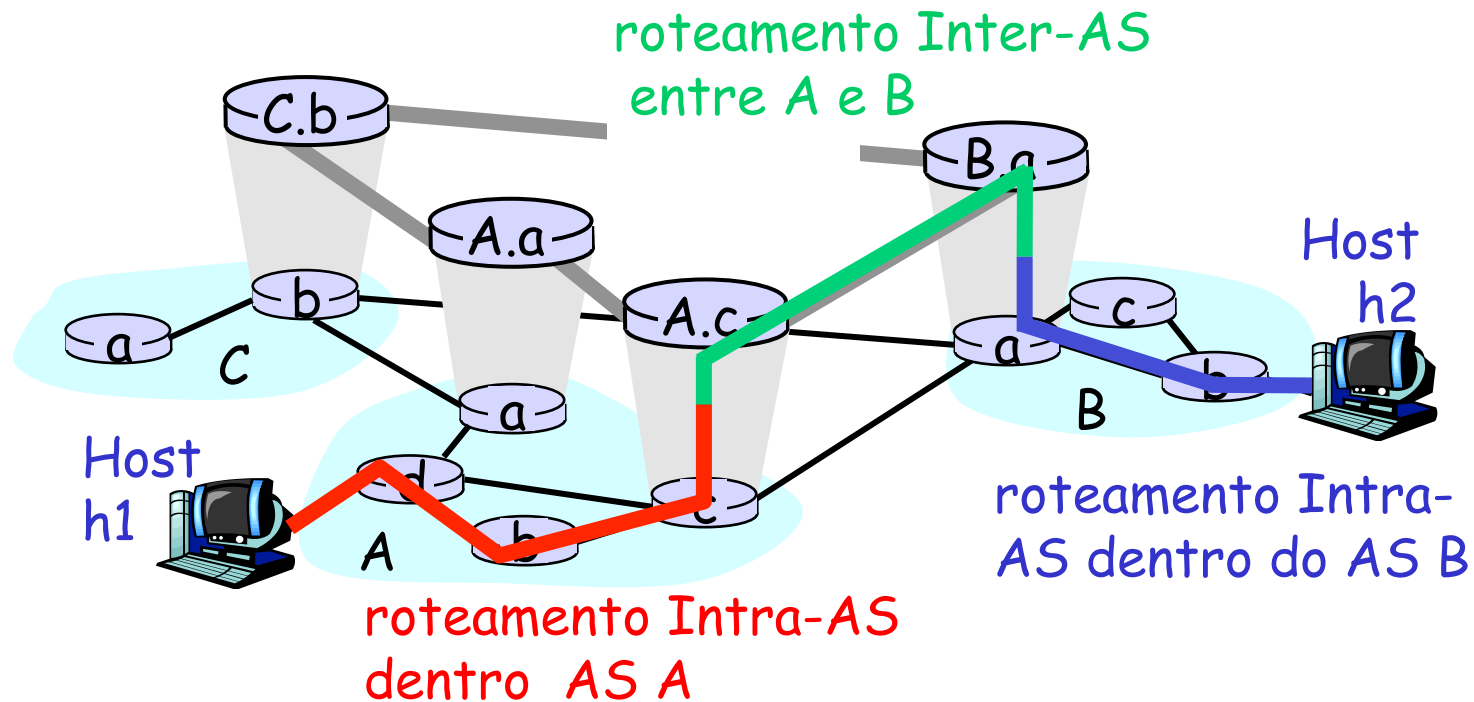 roteamento Inter-AS
entre A e B
C.b
B.a
A.a
Host
h2
A.c
b
c
a
a
C
b
B
a
Host
h1
d
c
b
A
roteamento Intra-
AS dentro do AS B
roteamento Intra-AS
dentro AS A